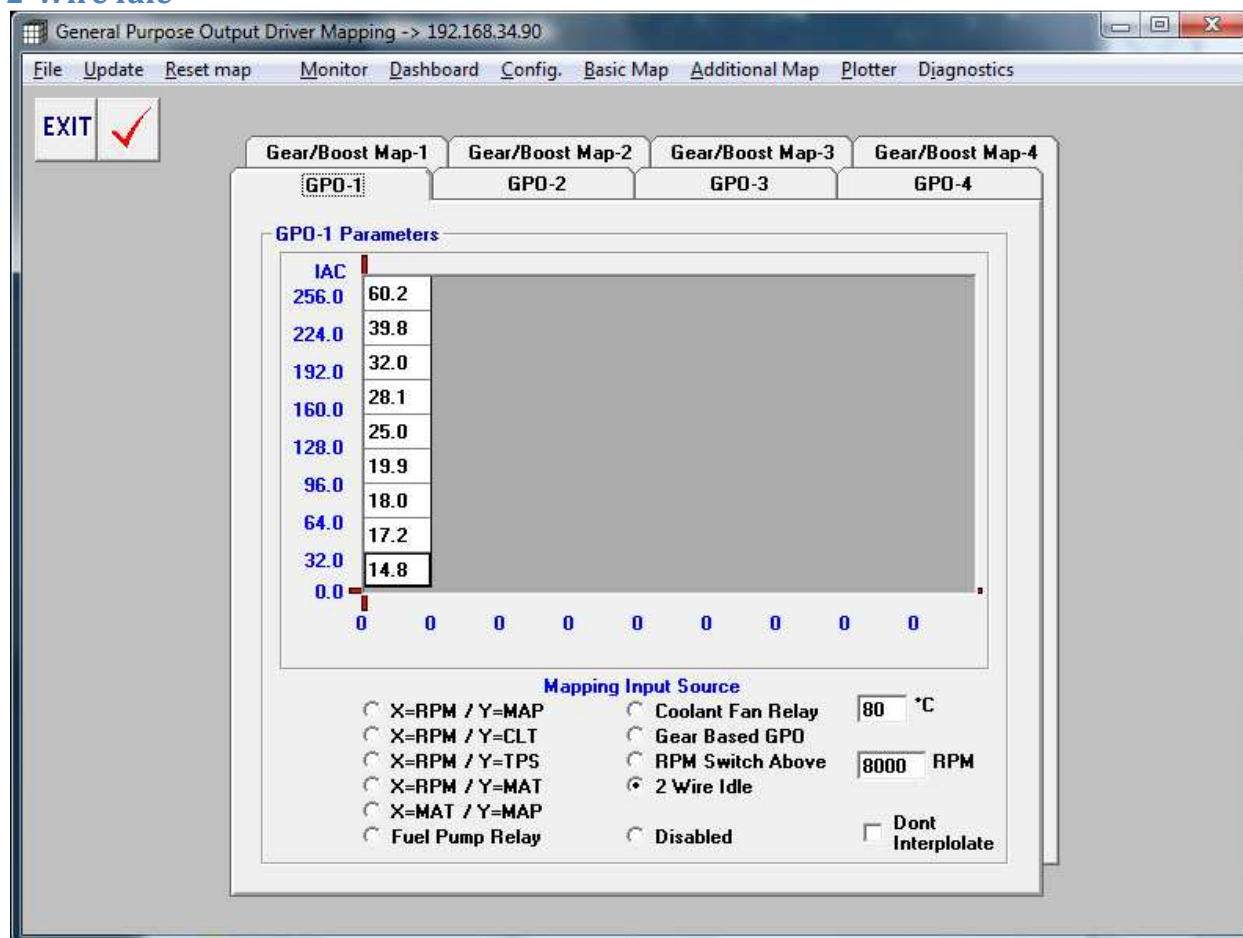 2 Wire Idle
General Purpose Output Driver Mapping -> 192.168.34.90
File Update Reset map Monitor Dashboard Config. Basic Map Additional Map Plotter Diagnostics
EXIT
Gear/Boost Map-1 Gear/Boost Map-2 Gear/Boost Map-3 Gear/Boost Map-4
GPO-1 GPO-2 GPO-3 GPO-4
GPO-1 Parameters
IAC
256.0 60.2
224.0 39.8
192.0 32.0
160.0 28.1
128.0 25.0
96.0 19.9
64.0 18.0
32.0 17.2
0.0 14.8
0 0 0 0 0 0 0 0 0
Mapping Input Source
X=RPM / Y=MAP Coolant Fan Relay 80 °C
X=RPM / Y=CLT Gear Based GPO
X=RPM / Y=TPS RPM Switch Above 8000 RPM
X=RPM / Y=MAT 2 Wire Idle
X=MAT / Y=MAP
Fuel Pump Relay Disabled Dont
Interplolate